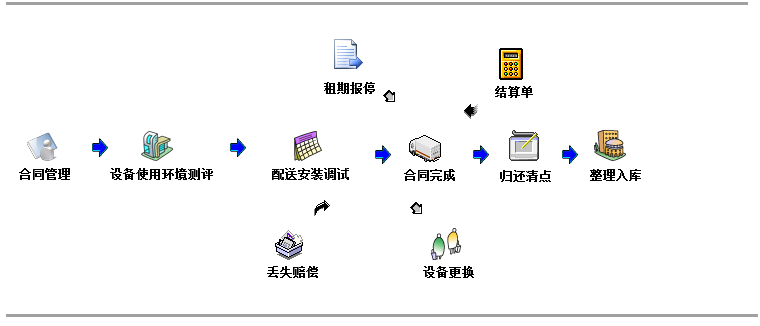 租期报停
结算单
合同管理
设备使用环境测评
配送安装调试
合同完成
归还清点
整理入库
丢失赔偿
设备更换